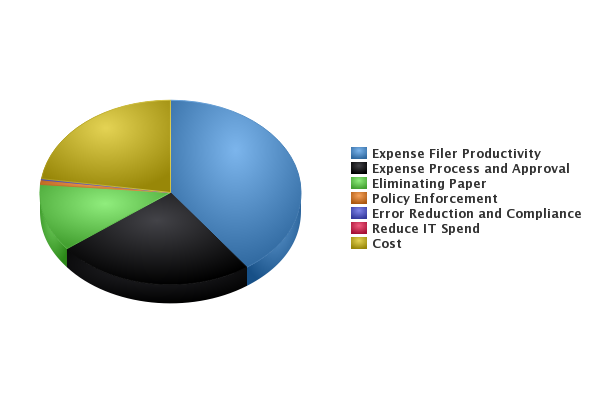 Expense Filer Productivity
Expense Process and Approval
Eliminating Paper
Policy Enforcement
Error Reduction and Compliance
Reduce IT Spend
Cost